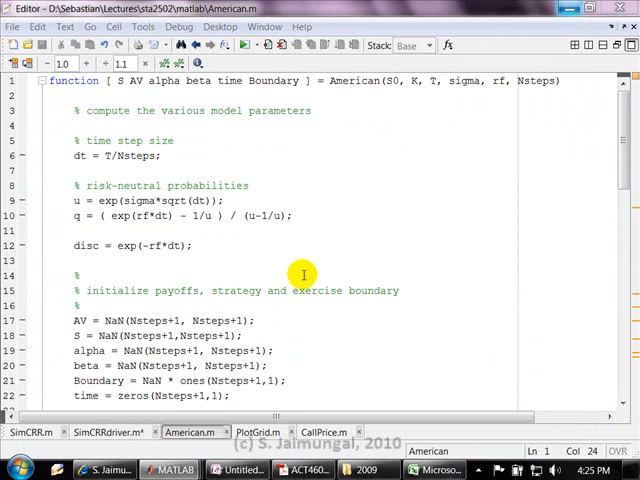 Editor - D:\Sebastian\Lectures\sta2502\matlab\American.m
File Edit Text Go Cell Tools Debug Desktop Window Help
Stack: Base fx
- 1.0 + ÷ 1.1 ×
1 function [ S AV alpha beta time Boundary ] = American(S0, K, T, sigma, rf, Nsteps)
2
3 % compute the various model parameters
4
5 % time step size
6 - dt = T/Nsteps;
7
8 % risk-neutral probabilities
9 - u = exp(sigma*sqrt(dt));
10 - q = ( exp(rf*dt) - 1/u ) / (u-1/u);
11
12 - disc = exp(-rf*dt);
13
14 %
15 % initialize payoffs, strategy and exercise boundary
16 %
17 - AV = NaN(Nsteps+1, Nsteps+1);
18 - S = NaN(Nsteps+1,Nsteps+1);
19 - alpha = NaN(Nsteps+1, Nsteps+1);
20 - beta = NaN(Nsteps+1, Nsteps+1);
21 - Boundary = NaN * ones(Nsteps+1,1);
22 - time = zeros(Nsteps+1,1);
SimCRR.m × SimCRRdriver.m* × American.m × PlotGrid.m × CallPrice.m ×
(c) S. Jaimungal, 2010
American Ln 1 Col 24 OVR
S. Jaimu... MATLAB Untitled... ACT460... 2009 Microso... 4:25 PM